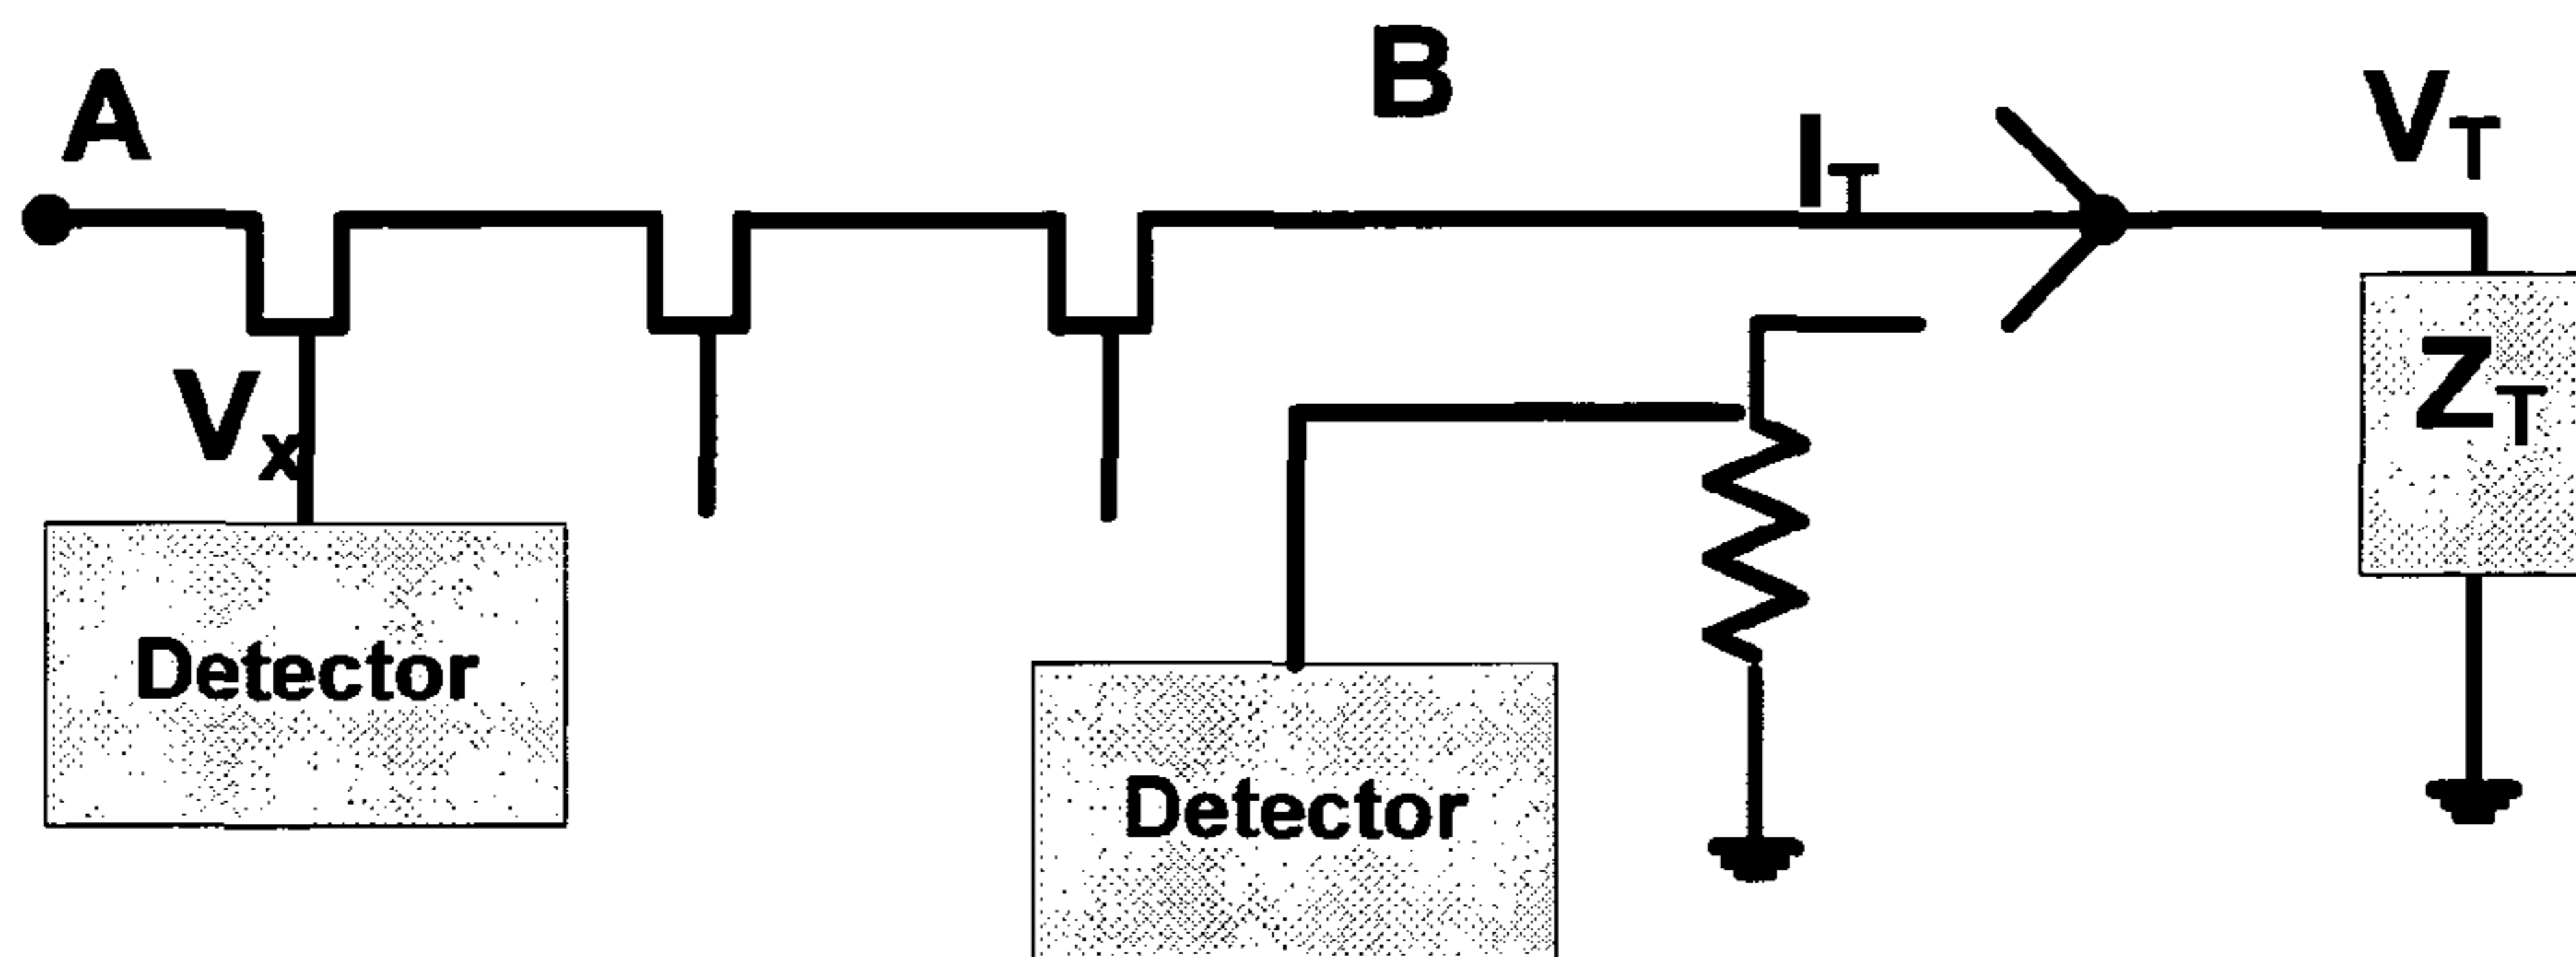 A
B
I_T
V_T
V_x
Z_T
Detector
Detector